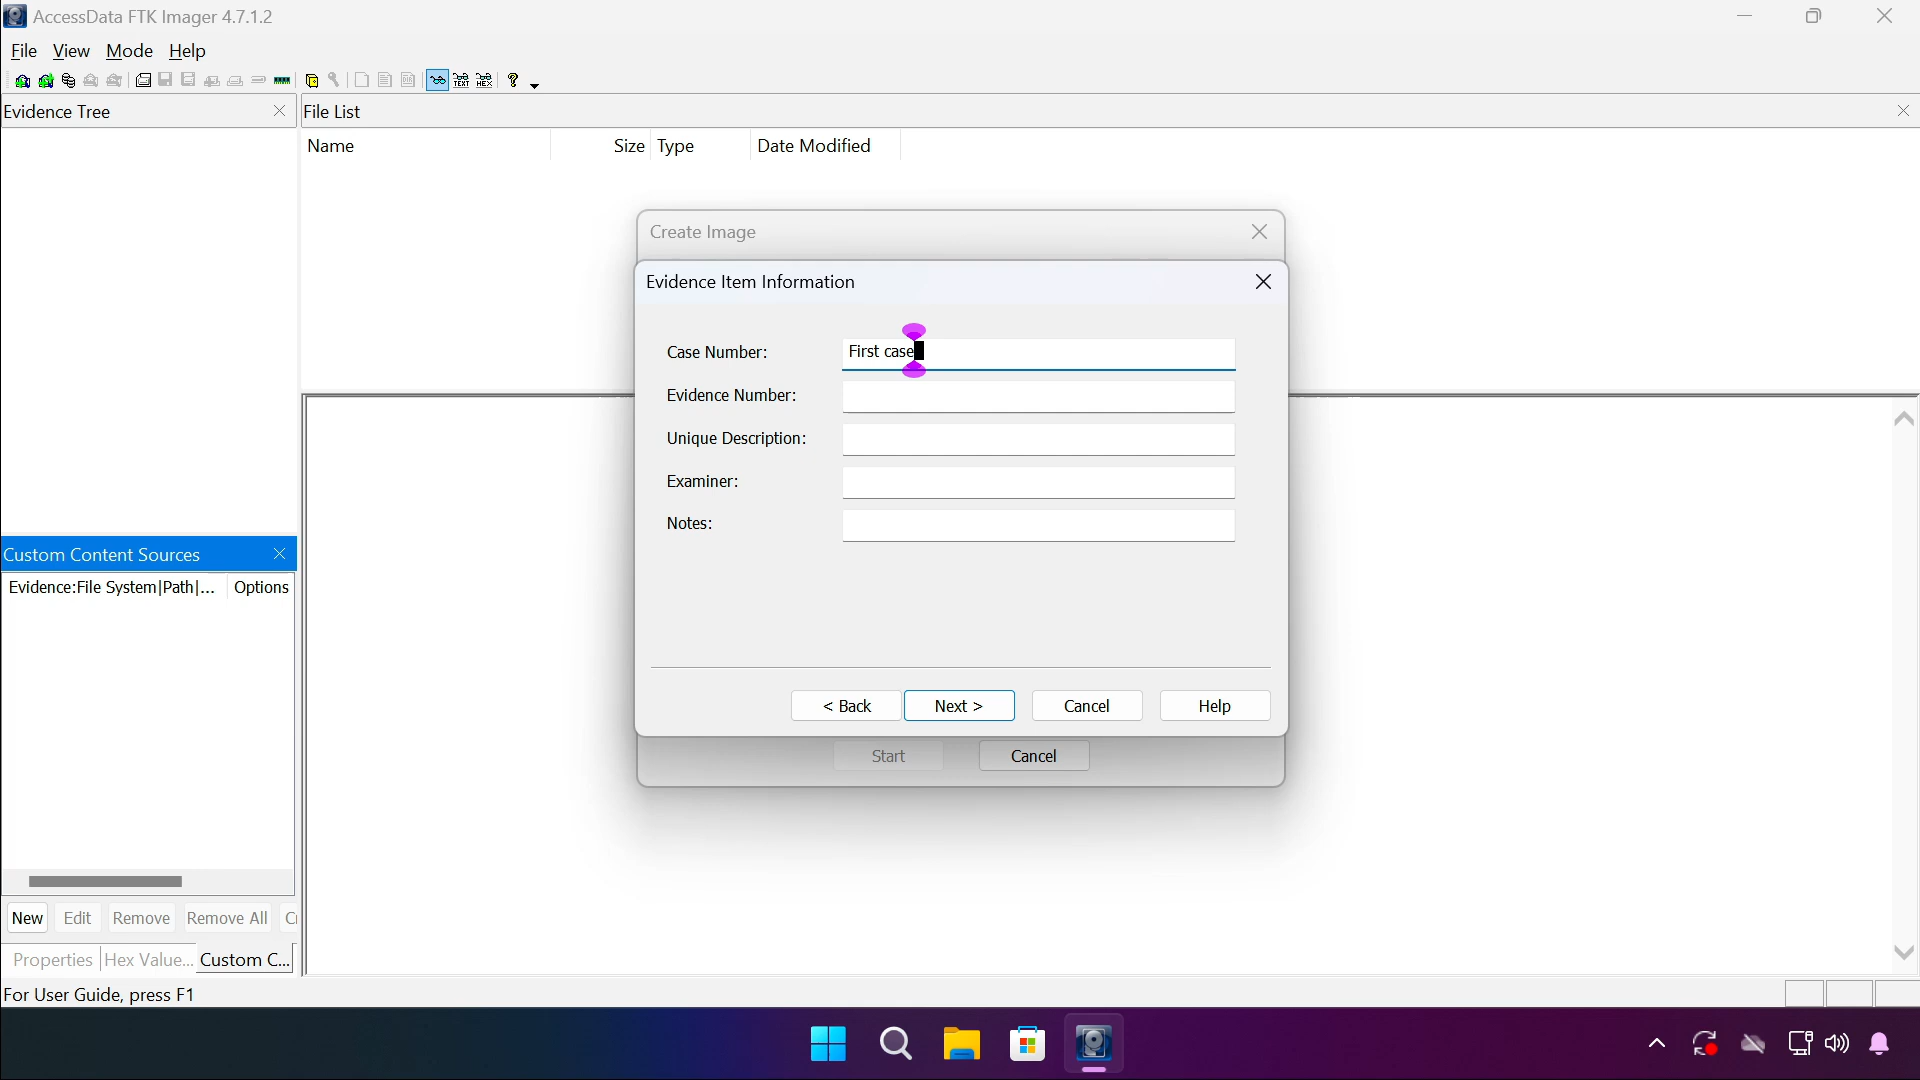 AccessData FTK Imager 4.7.1.2
File View Mode Help
Evidence Tree
File List
Name Size Type Date Modified
Create Image
Evidence Item Information
Case Number: First case
Evidence Number:
Unique Description:
Examiner:
Notes:
< Back Next > Cancel Help
Start Cancel
Custom Content Sources
Evidence:File System|Path|... Options
New Edit Remove Remove All
Properties Hex Value... Custom C...
For User Guide, press F1